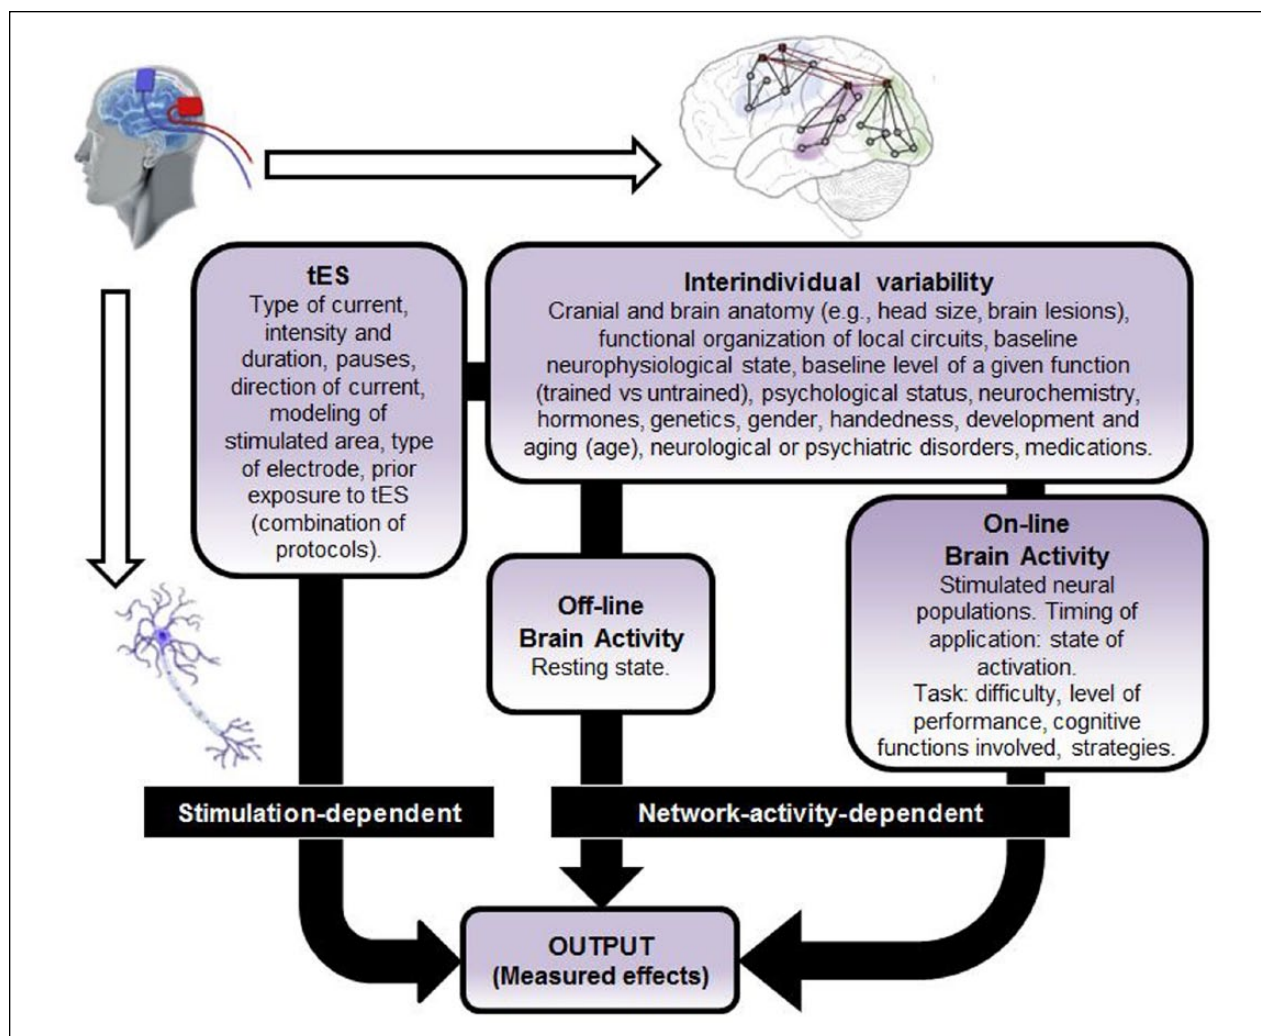 tES
Type of current,
intensity and
duration, pauses,
direction of current,
modeling of
stimulated area, type
of electrode, prior
exposure to tES
(combination of
protocols).
Interindividual variability
Cranial and brain anatomy (e.g., head size, brain lesions),
functional organization of local circuits, baseline
neurophysiological state, baseline level of a given function
(trained vs untrained), psychological status, neurochemistry,
hormones, genetics, gender, handedness, development and
aging (age), neurological or psychiatric disorders, medications.
Off-line
Brain Activity
Resting state.
On-line
Brain Activity
Stimulated neural
populations. Timing of
application: state of
activation.
Task: difficulty, level of
performance, cognitive
functions involved, strategies.
Stimulation-dependent
Network-activity-dependent
OUTPUT
(Measured effects)